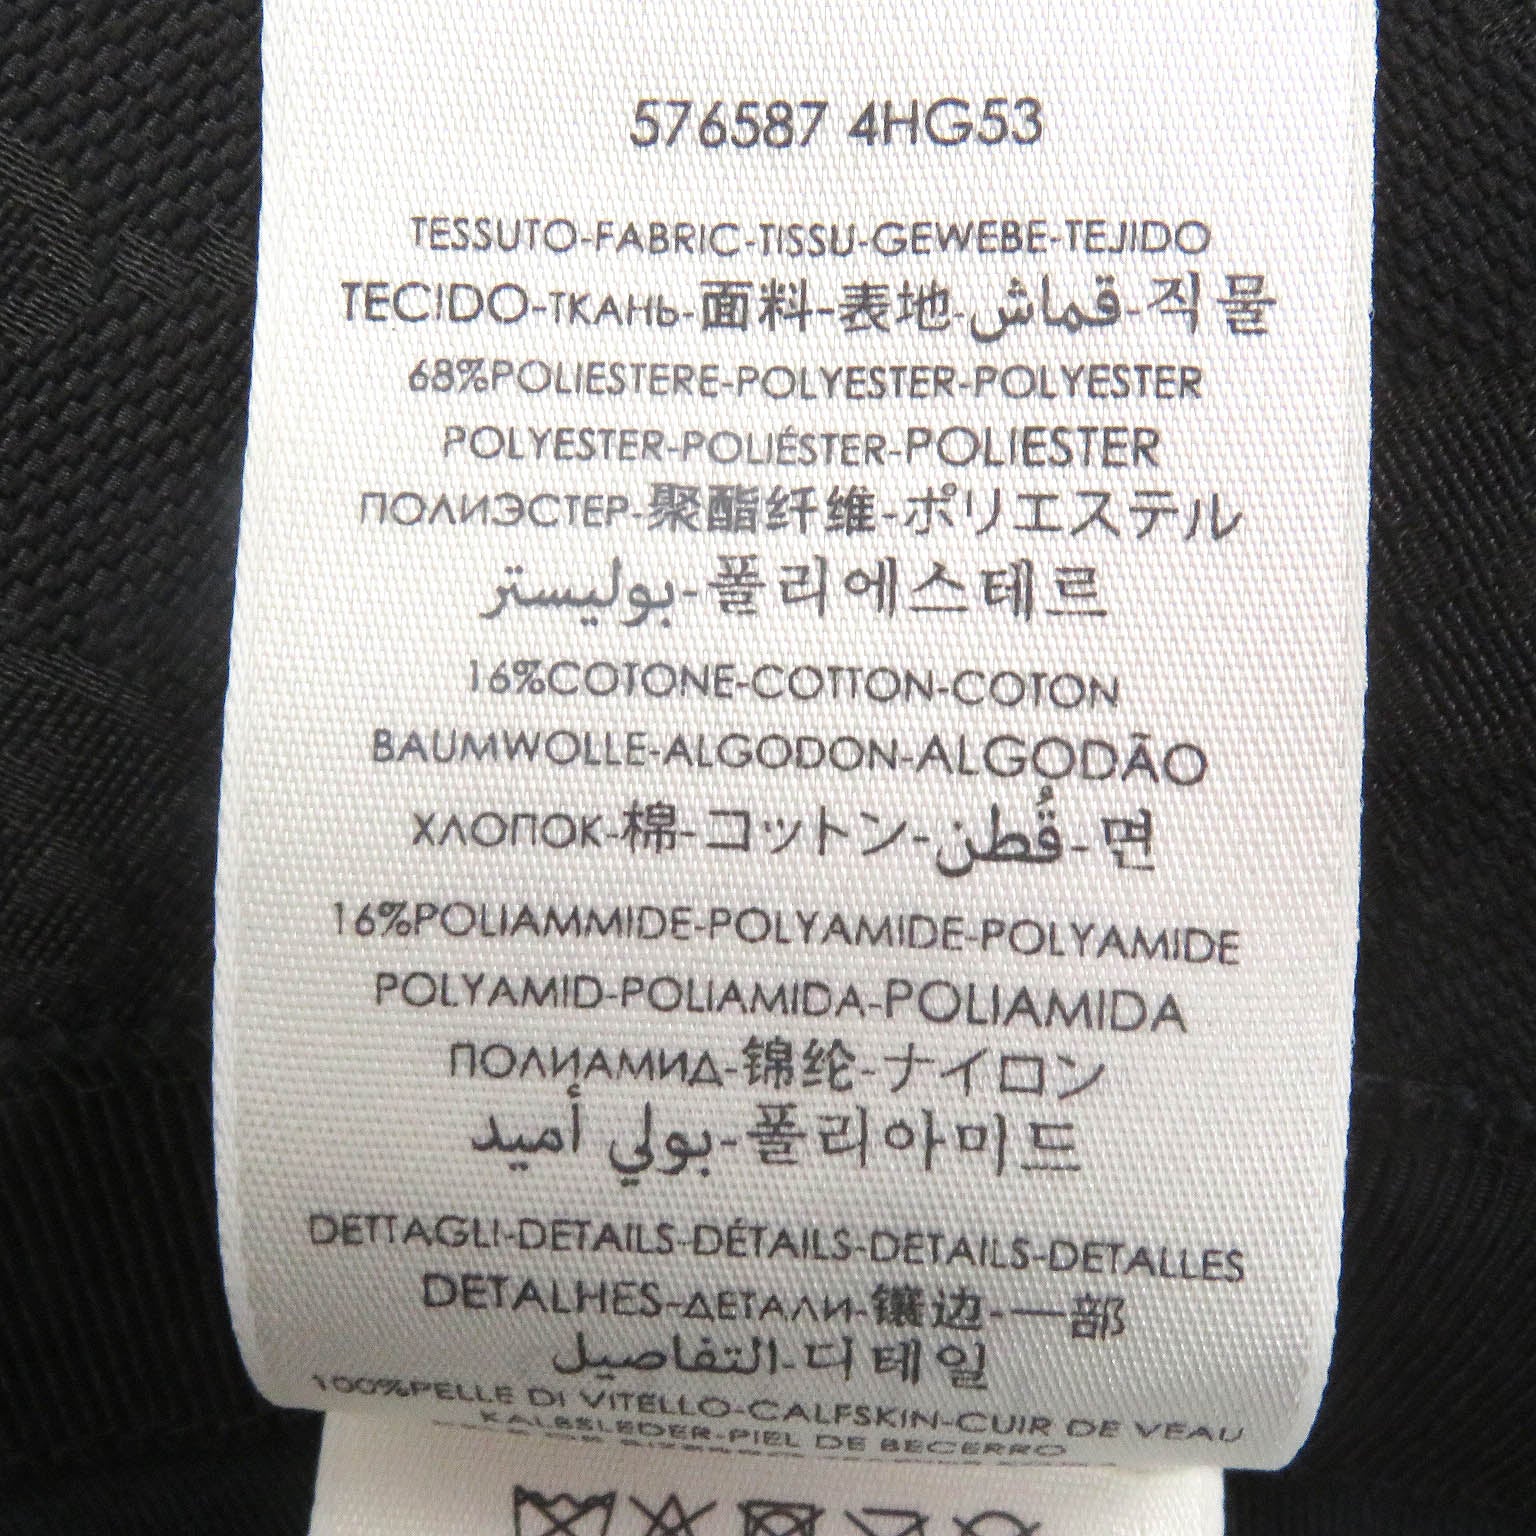 576587 4HG53
TESSUTO-FABRIC-TISSU-GEWEBE-TEJIDO
TECIDO-ТКАНЬ-面料-表地-قماش-직물
68%POLIESTERE-POLYESTER-POLYESTER
POLYESTER-POLIÉSTER-POLIESTER
ПОЛИЭСТЕР-聚酯纤维-ポリエステル
بوليستر-폴리에스테르
16%COTONE-COTTON-COTON
BAUMWOLLE-ALGODON-ALGODÃO
ХЛОПОК-棉-コットン-قُطن-면
16%POLIAMMIDE-POLYAMIDE-POLYAMIDE
POLYAMID-POLIAMIDA-POLIAMIDA
ПОЛИАМИД-锦纶-ナイロン
بولي أميد-폴리아미드
DETTAGLI-DETAILS-DÉTAILS-DETAILS-DETALLES
DETALHES-ДЕТАЛИ-镶边-一部
التفاصيل-디테일
100%PELLE DI VITELLO-CALFSKIN-CUIR DE VEAU
KALBSLEDER-PIEL DE BECERRO